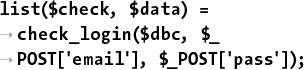 list($check, $data) =
→ check_login($dbc, $_
→ POST['email'], $_POST['pass']);